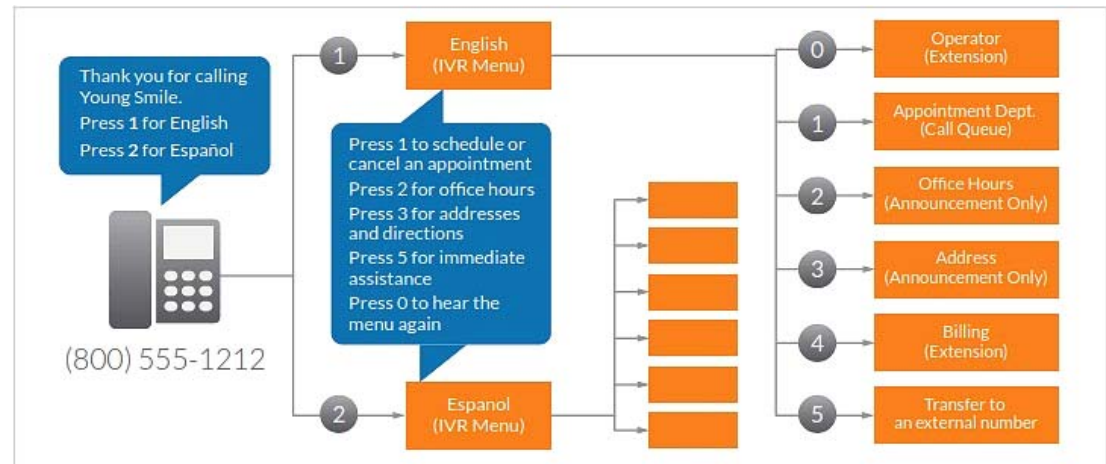 Thank you for calling
Young Smile.
Press 1 for English
Press 2 for Español
(800) 555-1212
1
English
(IVR Menu)
Press 1 to schedule or
cancel an appointment
Press 2 for office hours
Press 3 for addresses
and directions
Press 5 for immediate
assistance
Press 0 to hear the
menu again
2
Espanol
(IVR Menu)
0
Operator
(Extension)
1
Appointment Dept.
(Call Queue)
2
Office Hours
(Announcement Only)
3
Address
(Announcement Only)
4
Billing
(Extension)
5
Transfer to
an external number